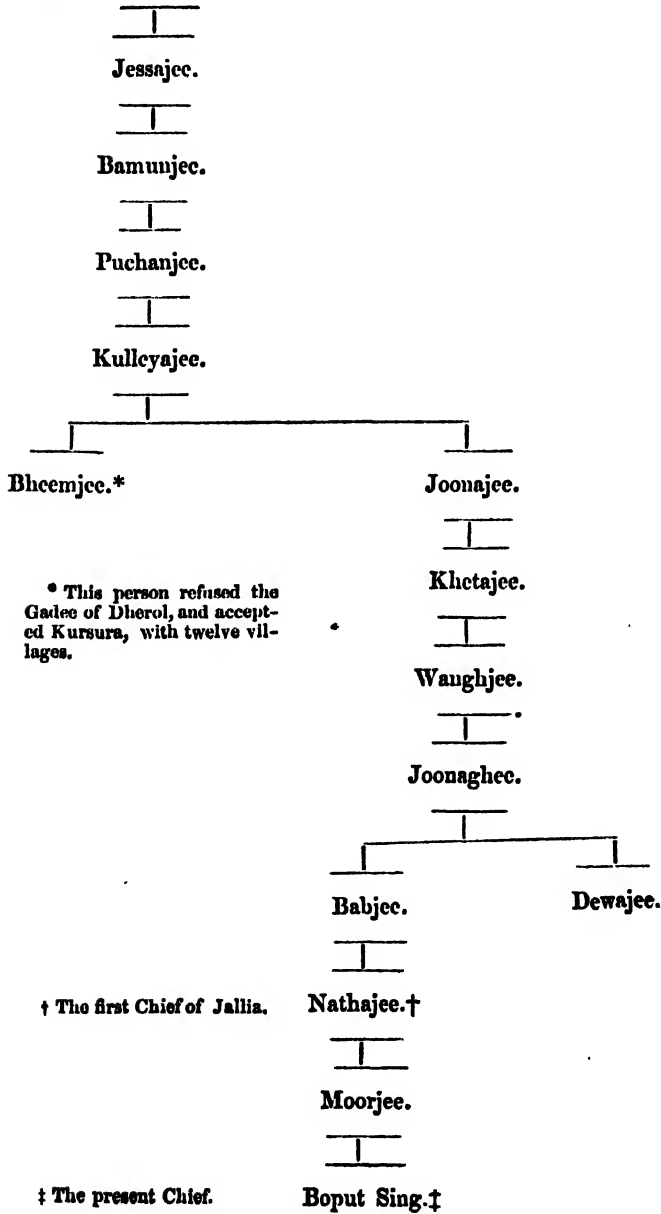 Jessajee.
Bamunjee.
Puchanjee.
Kulleyajee.
Bheemjee.*
Joonajee.
* This person refused the
Gadee of Dherol, and accept-
ed Kursura, with twelve vil-
lages.
Khetajee.
Waughjee.
Joonaghee.
Babjee.
Dewajee.
† The first Chief of Jallia.
Nathajee.†
Moorjee.
‡ The present Chief.
Boput Sing.‡